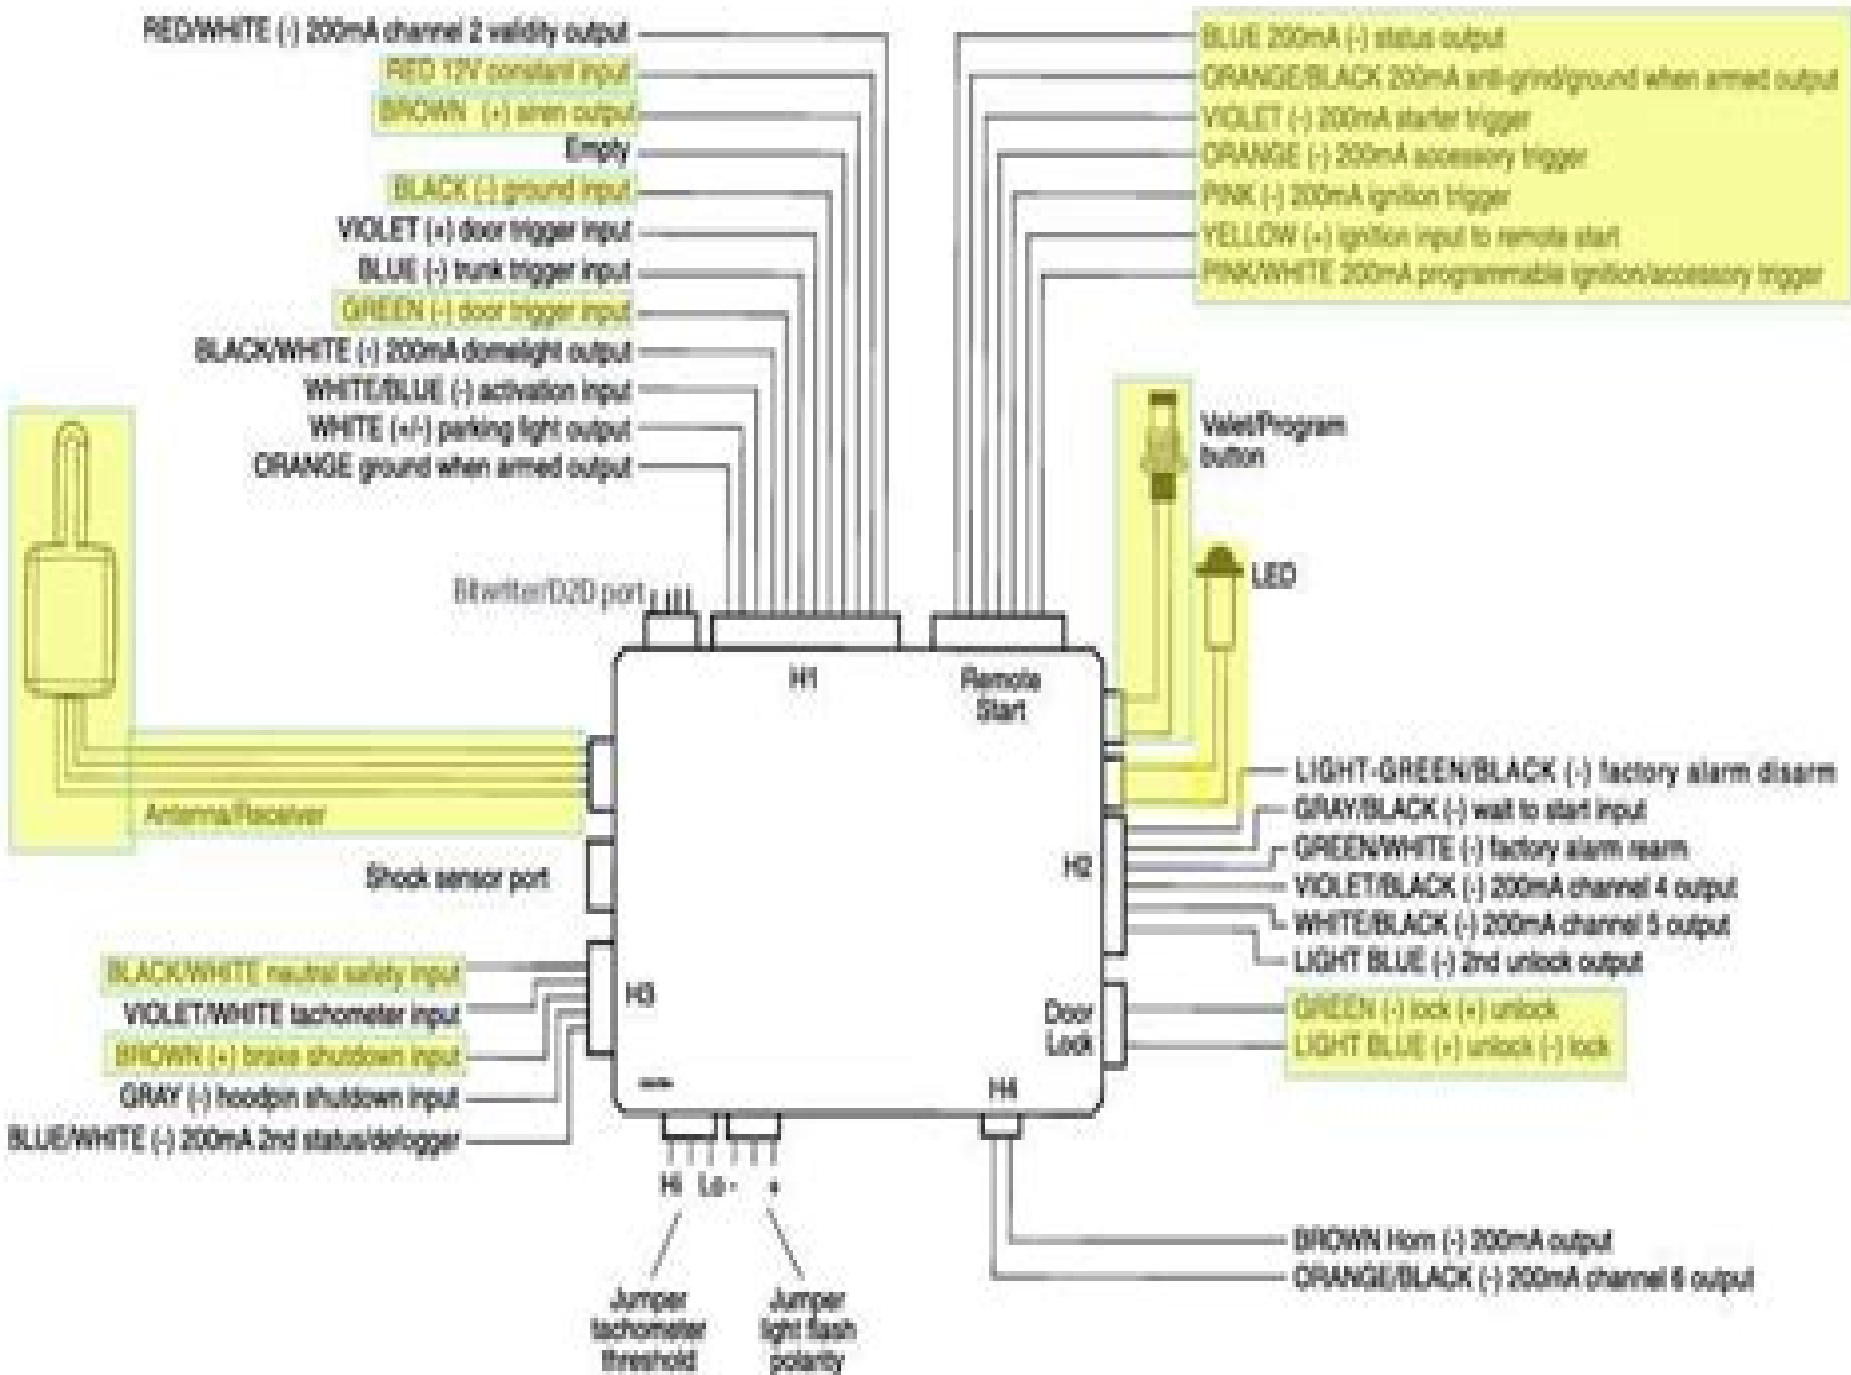 RED/WHITE (-) 200mA channel 2 validity output
RED 12V constant input
BROWN (+) siren output
Empty
BLACK (-) ground input
VIOLET (+) door trigger input
BLUE (-) trunk trigger input
GREEN (-) door trigger input
BLACK/WHITE (-) 200mA domelight output
WHITE/BLUE (-) activation input
WHITE (+/-) parking light output
ORANGE ground when armed output
Bitwriter/D2D port
BLUE 200mA (-) status output
ORANGE/BLACK 200mA anti-grind/ground when armed output
VIOLET (-) 200mA starter trigger
ORANGE (-) 200mA accessory trigger
PINK (-) 200mA ignition trigger
YELLOW (+) ignition input to remote start
PINK/WHITE 200mA programmable ignition/accessory trigger
Valet/Program
button
LED
H1
Remote
Start
Antenna/Receiver
Shock sensor port
LIGHT-GREEN/BLACK (-) factory alarm disarm
GRAY/BLACK (-) wait to start input
GREEN/WHITE (-) factory alarm rearm
VIOLET/BLACK (-) 200mA channel 4 output
WHITE/BLACK (-) 200mA channel 5 output
LIGHT BLUE (-) 2nd unlock output
H2
BLACK/WHITE neutral safety input
VIOLET/WHITE tachometer input
BROWN (+) brake shutdown input
GRAY (-) hoodpin shutdown input
BLUE/WHITE (-) 200mA 2nd status/defogger
H3
Door
Lock
GREEN (-) lock (+) unlock
LIGHT BLUE (+) unlock (-) lock
H4
Hi Lo - +
Jumper
tachometer
threshold
Jumper
light flash
polarity
BROWN Horn (-) 200mA output
ORANGE/BLACK (-) 200mA channel 6 output